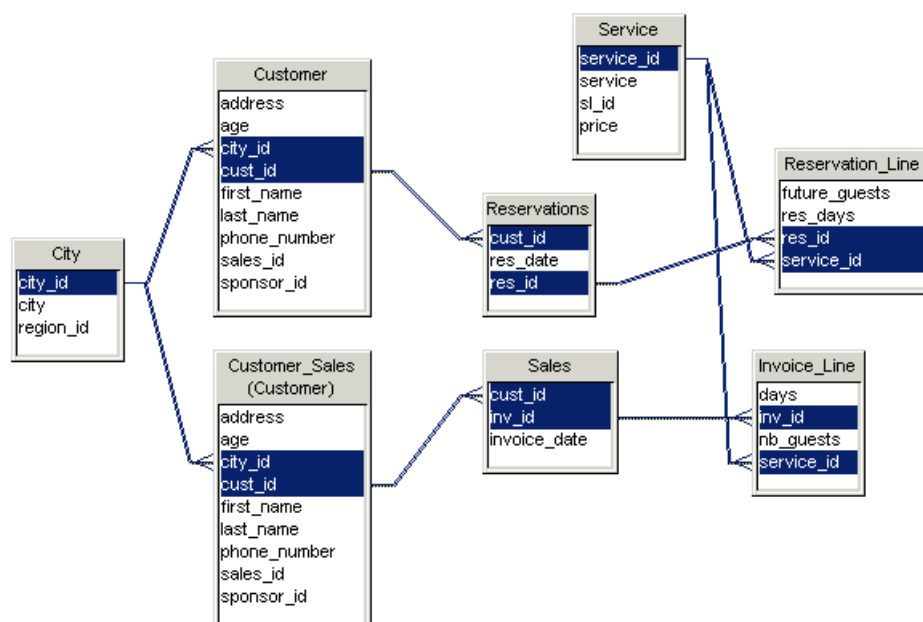 Service
service_id
service
sl_id
price
Customer
address
age
city_id
cust_id
first_name
last_name
phone_number
sales_id
sponsor_id
Reservation_Line
future_guests
res_days
res_id
service_id
Reservations
cust_id
res_date
res_id
City
city_id
city
region_id
Customer_Sales
(Customer)
address
age
city_id
cust_id
first_name
last_name
phone_number
sales_id
sponsor_id
Sales
cust_id
inv_id
invoice_date
Invoice_Line
days
inv_id
nb_guests
service_id